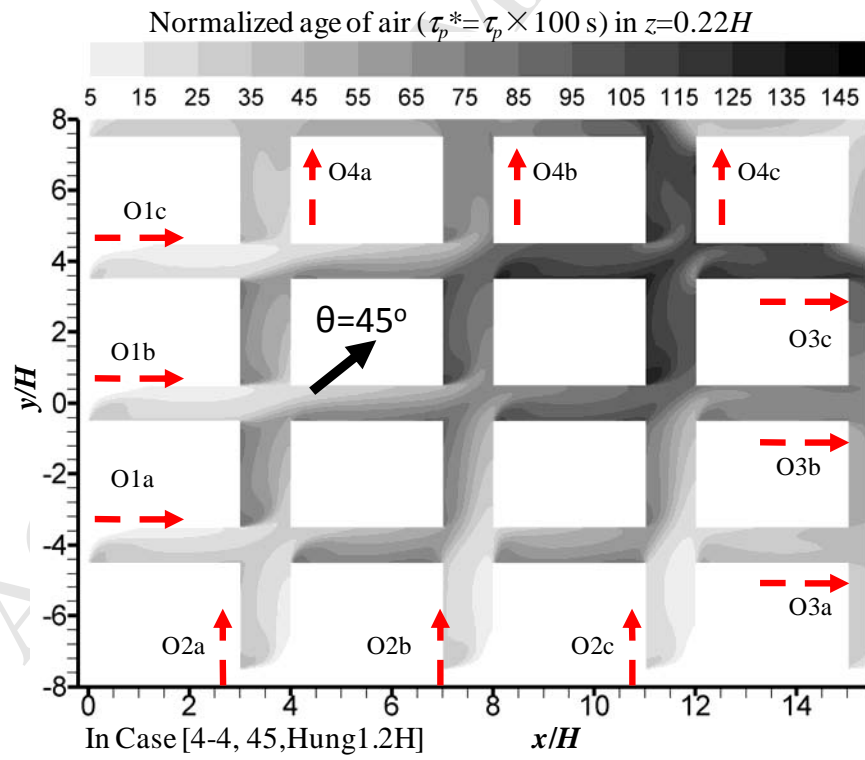 Normalized age of air (τp*=τp×100 s) in z=0.22H
5 15 25 35 45 55 65 75 85 95 105 115 125 135 145
8
6
4
2
0
-2
-4
-6
-8
y/H
O4a
O4b
O4c
O1c
θ=45º
O3c
O1b
O3b
O1a
O3a
O2a
O2b
O2c
0 2 4 6 8 10 12 14
In Case [4-4, 45,Hung1.2H]
x/H